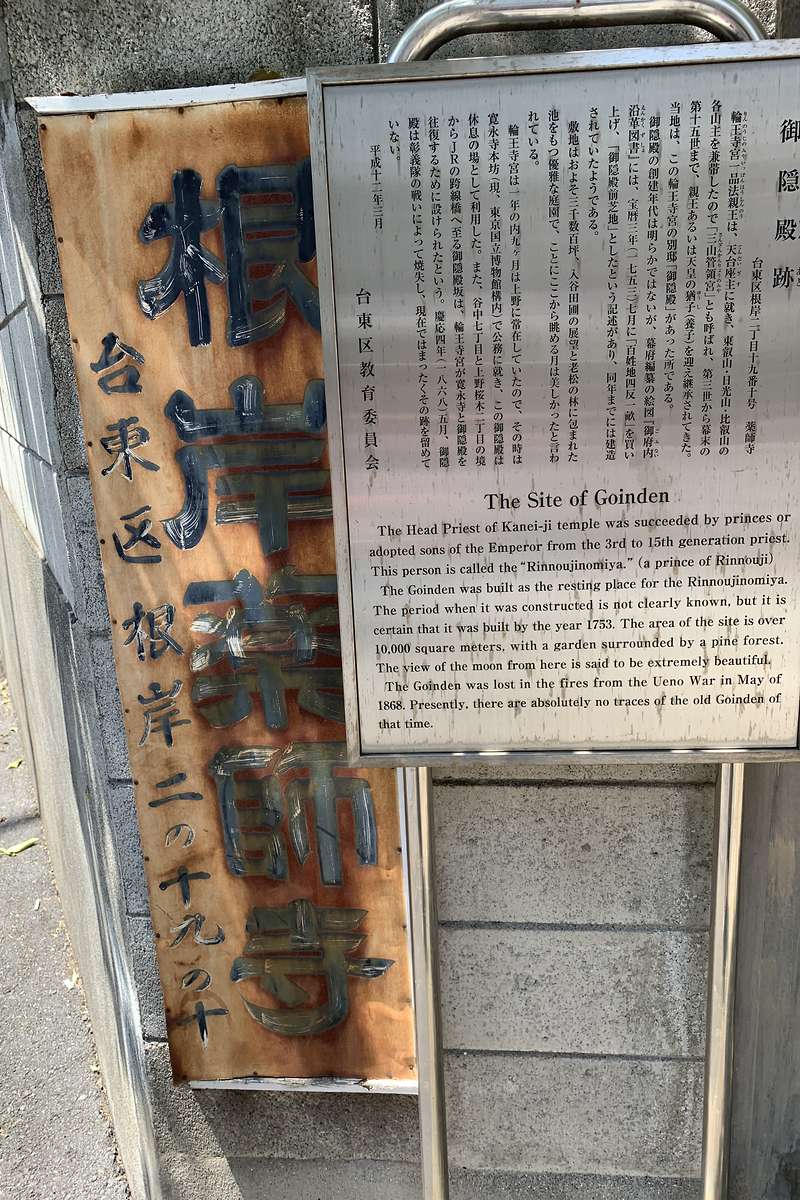 御隠殿跡
台東区根岸二丁目十九番十号 薬師寺
輪王寺宮一品法親王は、天台座主に就き、東叡山・日光山・比叡山の
各山主を兼帯したので「三山管領宮」とも呼ばれ、第三世から幕末の
第十五世まで、親王あるいは天皇の猶子(養子)を迎え継承されてきた。
当地は、この輪王寺宮の別邸「御隠殿」があった所である。
御隠殿の創建年代は明らかではないが、幕府編纂の絵図『御府内
沿革図書』には、宝暦三年(一七五三)七月に「百姓地四反一畝」を買い
上げ、「御隠殿前芝地」としたという記述があり、同年までには建造
されていたようである。
敷地はおよそ三千数百坪、入谷田圃の展望と老松の林に包まれた
池をもつ優雅な庭園で、ことにここから眺める月は美しかったと言わ
れている。
輪王寺宮は一年の内九ヶ月は上野に常在していたので、その時は
寛永寺本坊(現、東京国立博物館構内)で公務に就き、この御隠殿は
休息の場として利用した。また、谷中七丁目と上野桜木二丁目の境
からJRの跨線橋へ至る御隠殿坂は、輪王寺宮が寛永寺と御隠殿を
往復するために設けられたという。慶応四年(一八六八)五月、御隠
殿は彰義隊の戦いによって焼失し、現在ではまったくその跡を留めて
いない。
平成十二年三月
台東区教育委員会
The Site of Goinden
The Head Priest of Kanei-ji temple was succeeded by princes or
adopted sons of the Emperor from the 3rd to 15th generation priest.
This person is called the "Rinnoujinomiya." (a prince of Rinnouji)
The Goinden was built as the resting place for the Rinnoujinomiya.
The period when it was constructed is not clearly known, but it is
certain that it was built by the year 1753. The area of the site is over
10,000 square meters, with a garden surrounded by a pine forest.
The view of the moon from here is said to be extremely beautiful.
The Goinden was lost in the fires from the Ueno War in May of
1868. Presently, there are absolutely no traces of the old Goinden of
that time.
根岸薬師寺
台東区根岸二の十九の十